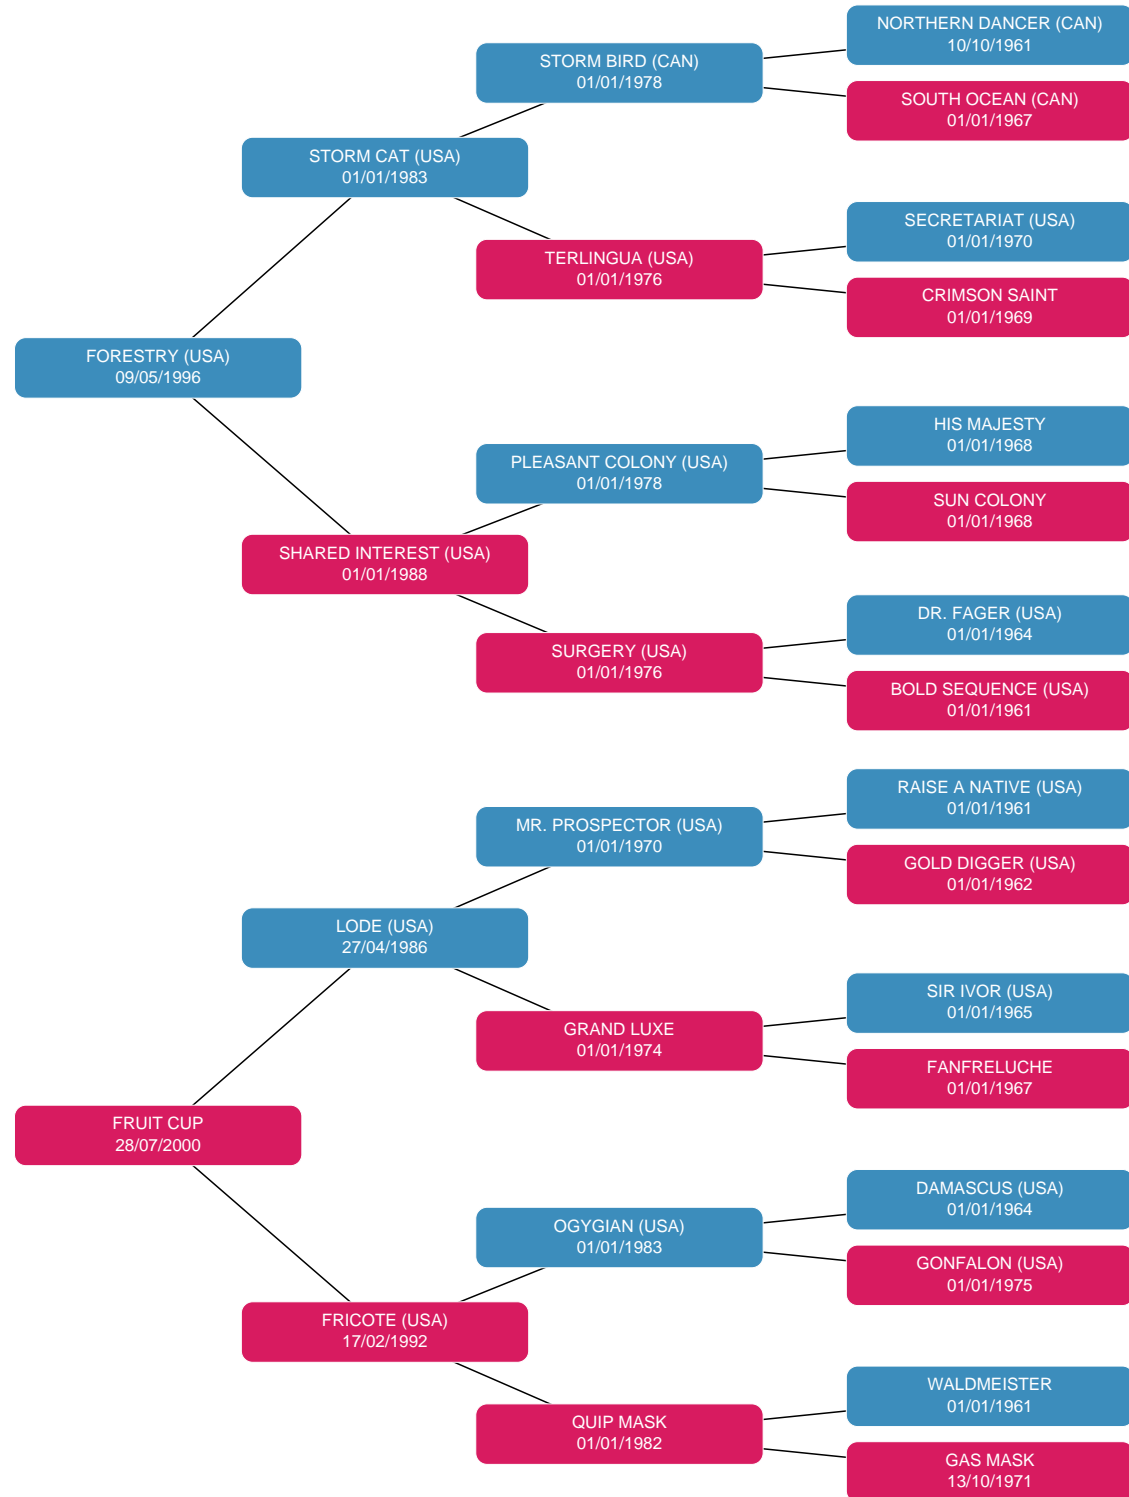 NORTHERN DANCER (CAN)
10/10/1961
STORM BIRD (CAN)
01/01/1978
SOUTH OCEAN (CAN)
01/01/1967
STORM CAT (USA)
01/01/1983
SECRETARIAT (USA)
01/01/1970
TERLINGUA (USA)
01/01/1976
CRIMSON SAINT
01/01/1969
FORESTRY (USA)
09/05/1996
HIS MAJESTY
01/01/1968
PLEASANT COLONY (USA)
01/01/1978
SUN COLONY
01/01/1968
SHARED INTEREST (USA)
01/01/1988
DR. FAGER (USA)
01/01/1964
SURGERY (USA)
01/01/1976
BOLD SEQUENCE (USA)
01/01/1961
RAISE A NATIVE (USA)
01/01/1961
MR. PROSPECTOR (USA)
01/01/1970
GOLD DIGGER (USA)
01/01/1962
LODE (USA)
27/04/1986
SIR IVOR (USA)
01/01/1965
GRAND LUXE
01/01/1974
FANFRELUCHE
01/01/1967
FRUIT CUP
28/07/2000
DAMASCUS (USA)
01/01/1964
OGYGIAN (USA)
01/01/1983
GONFALON (USA)
01/01/1975
FRICOTE (USA)
17/02/1992
WALDMEISTER
01/01/1961
QUIP MASK
01/01/1982
GAS MASK
13/10/1971